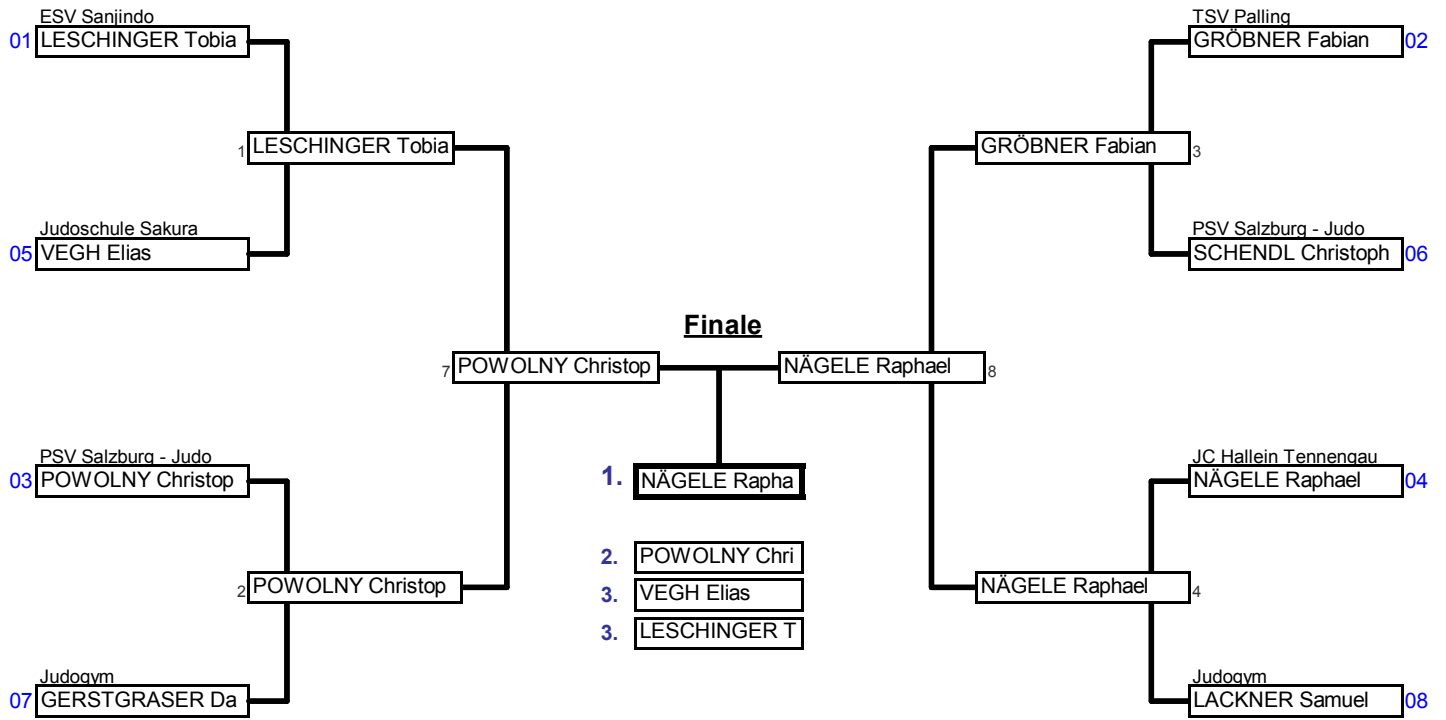 ESV Sanjindo
01 LESCHINGER Tobia
TSV Palling
GRÖBNER Fabian 02
1 LESCHINGER Tobia
GRÖBNER Fabian 3
Judoschule Sakura
05 VEGH Elias
PSV Salzburg - Judo
SCHENDL Christoph 06
Finale
7 POWOLNY Christop
NÄGELE Raphael 8
PSV Salzburg - Judo
03 POWOLNY Christop
1. NÄGELE Rapha
JC Hallein Tennengau
NÄGELE Raphael 04
2. POWOLNY Chri
3. VEGH Elias
3. LESCHINGER T
2 POWOLNY Christop
NÄGELE Raphael 4
Judogym
07 GERSTGRASER Da
Judogym
LACKNER Samuel 08